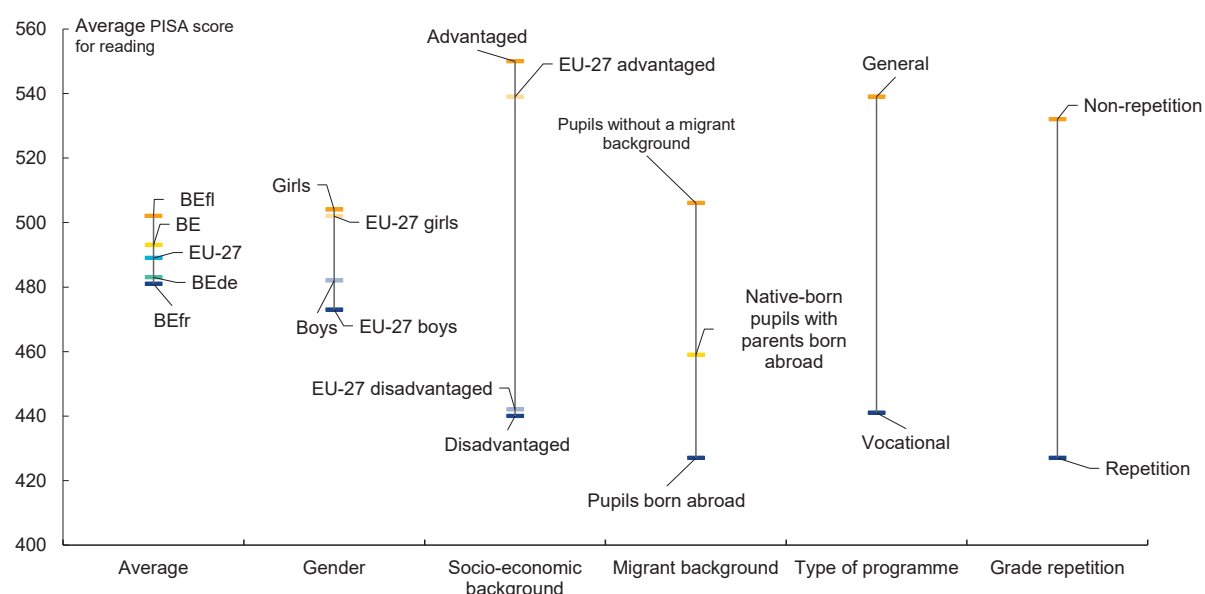 560
540
520
500
480
460
440
420
400
Average PISA score
for reading
BEfl
BE
EU-27
BEde
BEfr
Girls
EU-27 girls
Boys
EU-27 boys
Advantaged
EU-27 advantaged
EU-27 disadvantaged
Disadvantaged
Pupils without a migrant
background
Native-born
pupils with
parents born
abroad
Pupils born abroad
General
Vocational
Non-repetition
Repetition
Average
Gender
Socio-economic
background
Migrant background
Type of programme
Grade repetition